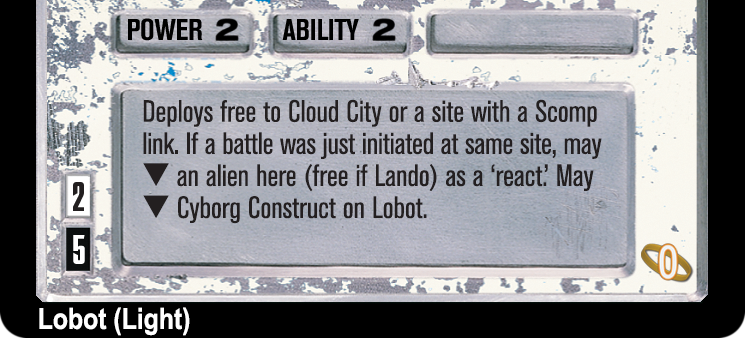 POWER 2 ABILITY 2
Deploys free to Cloud City or a site with a Scomp
link. If a battle was just initiated at same site, may
▼ an alien here (free if Lando) as a ‘react.’ May
▼ Cyborg Construct on Lobot.
2
5
0
Lobot (Light)